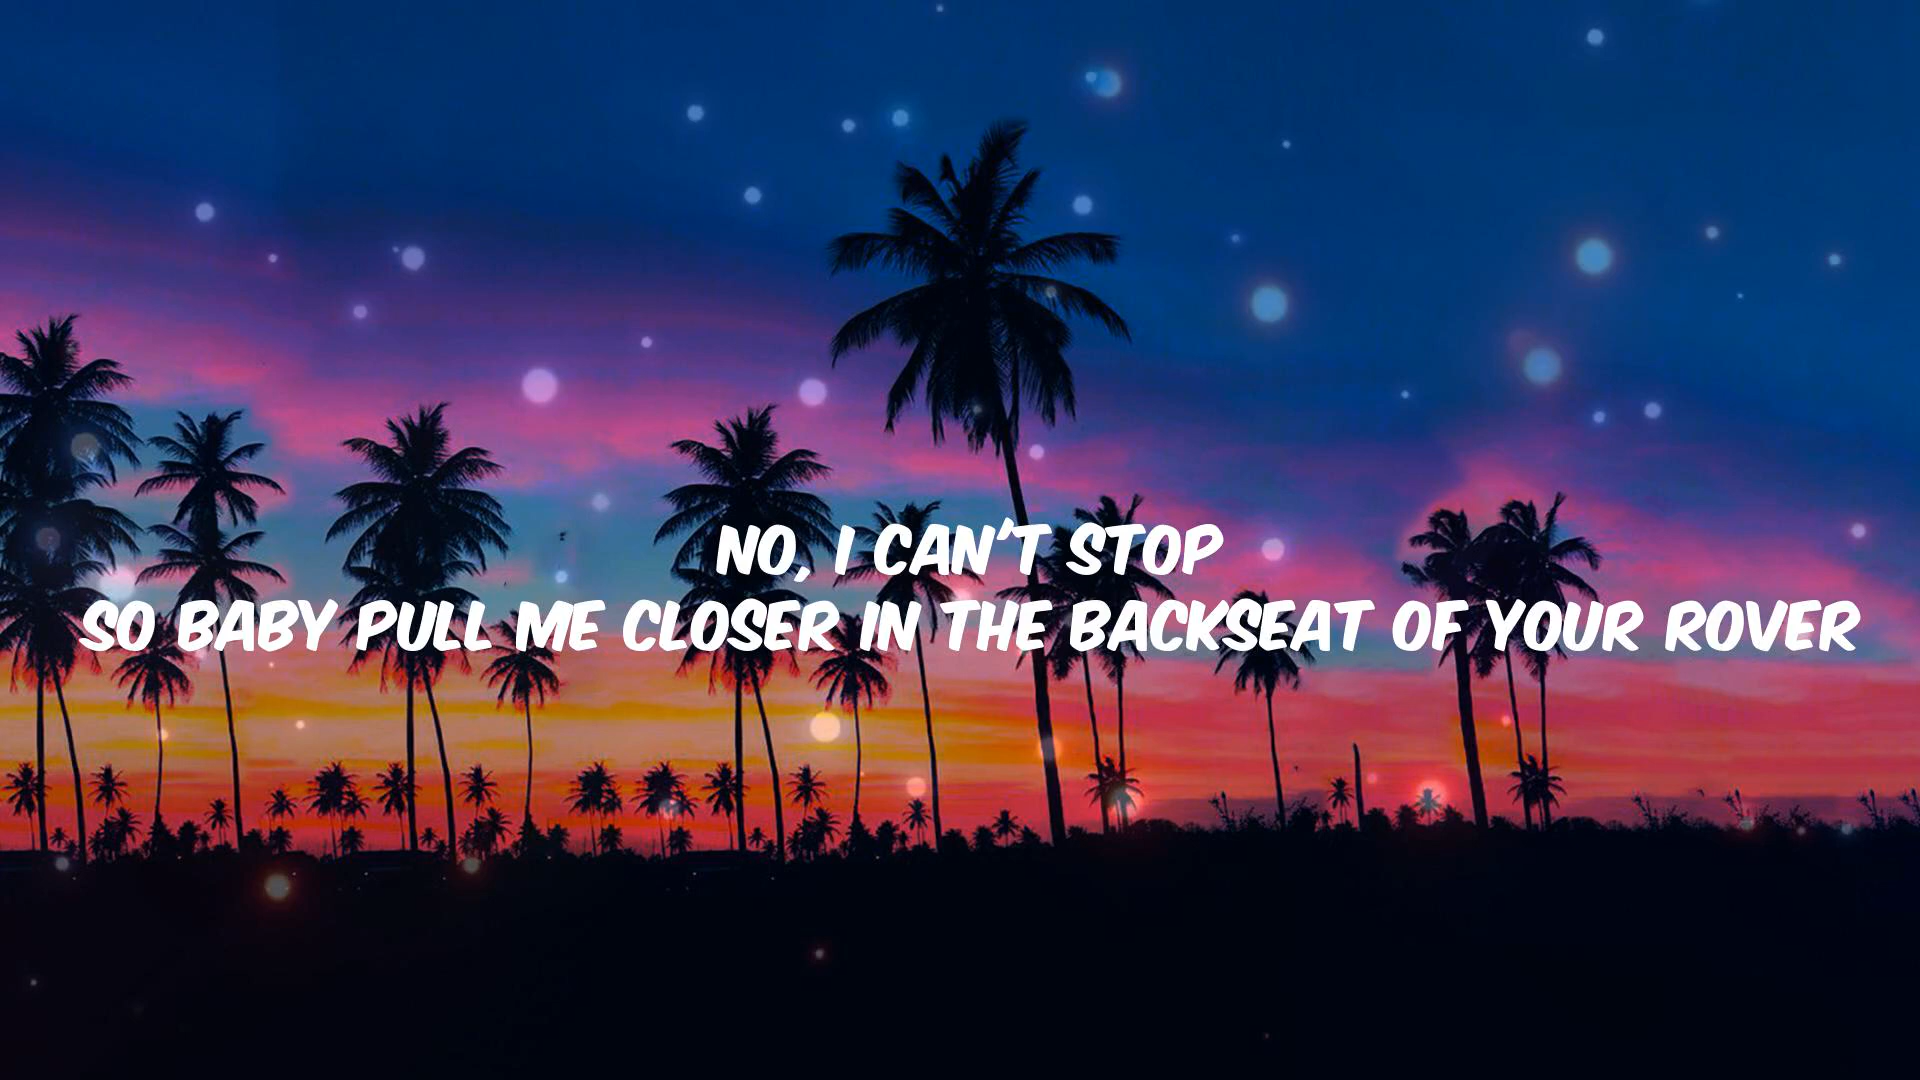 NO, I CAN'T STOP
SO BABY PULL ME CLOSER IN THE BACKSEAT OF YOUR ROVER